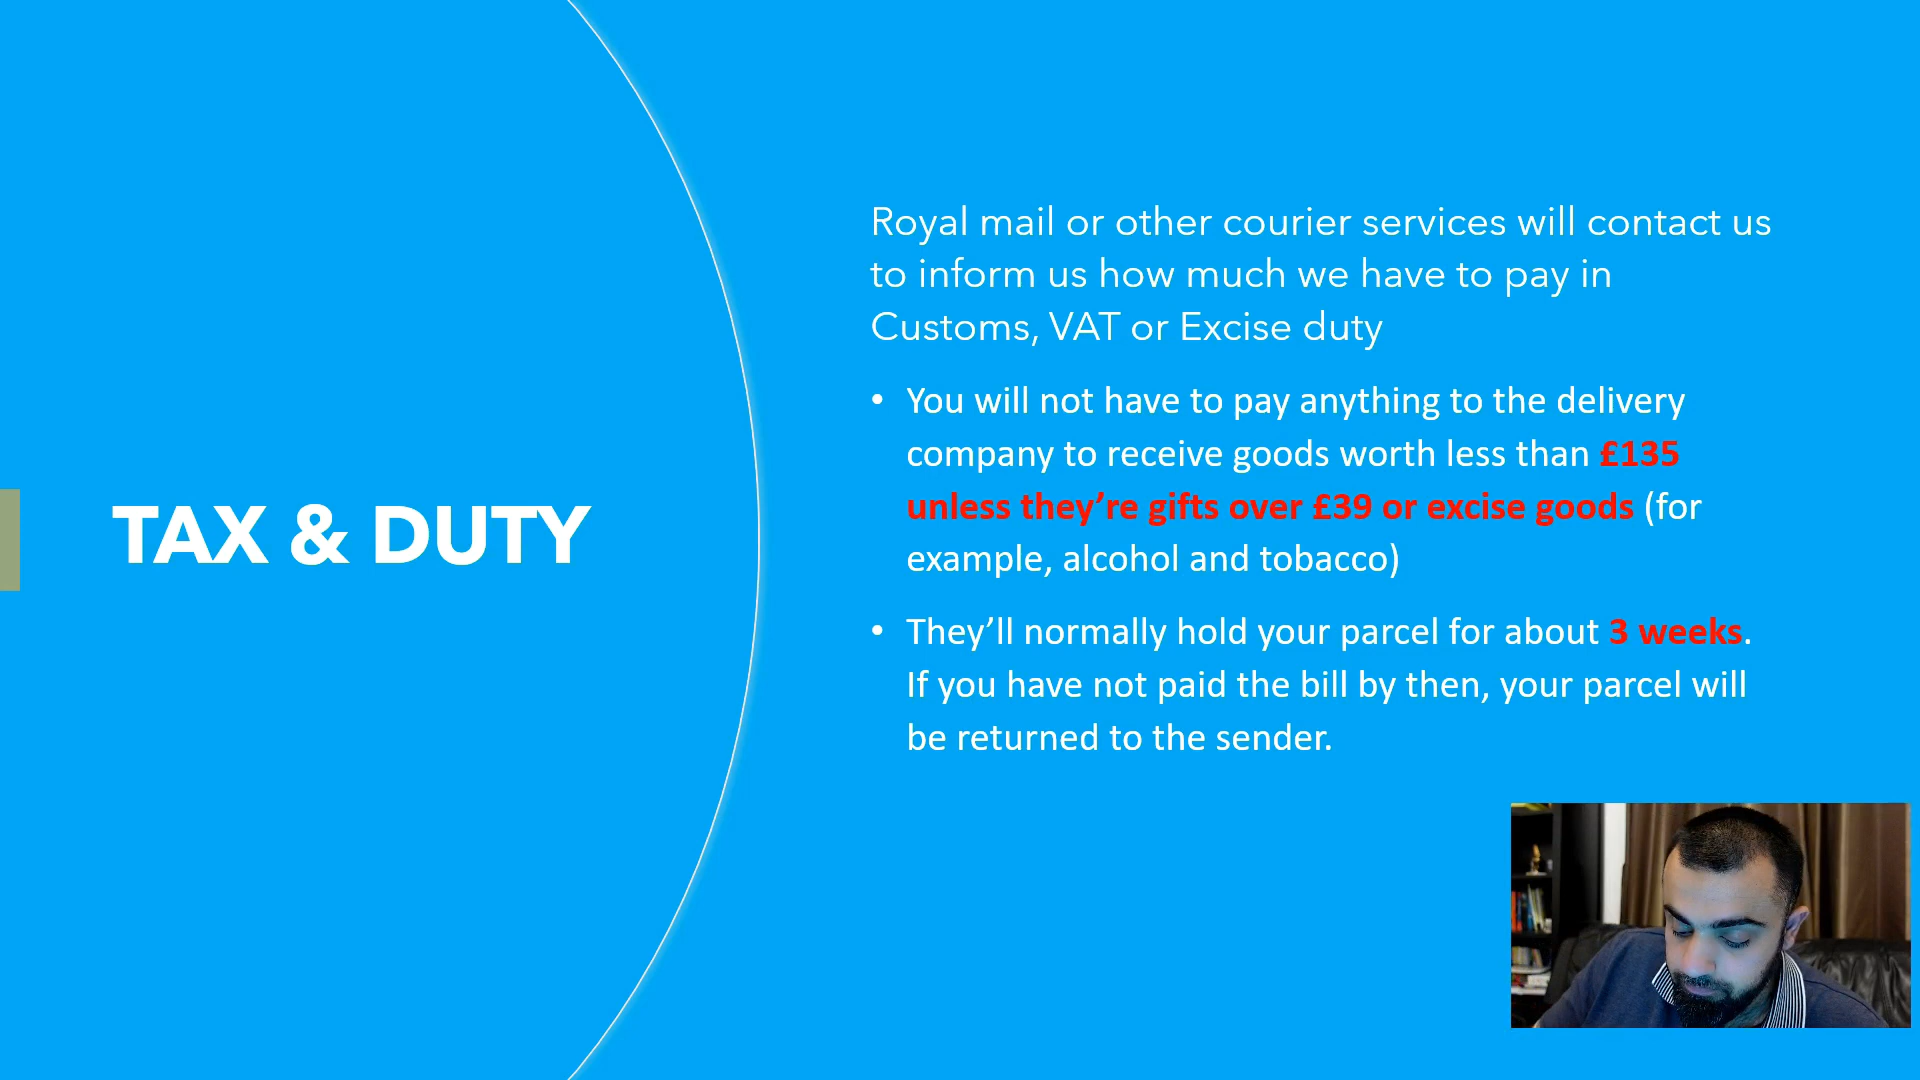 TAX & DUTY
Royal mail or other courier services will contact us
to inform us how much we have to pay in
Customs, VAT or Excise duty
• You will not have to pay anything to the delivery
company to receive goods worth less than £135
unless they’re gifts over £39 or excise goods (for
example, alcohol and tobacco)
• They’ll normally hold your parcel for about 3 weeks.
If you have not paid the bill by then, your parcel will
be returned to the sender.